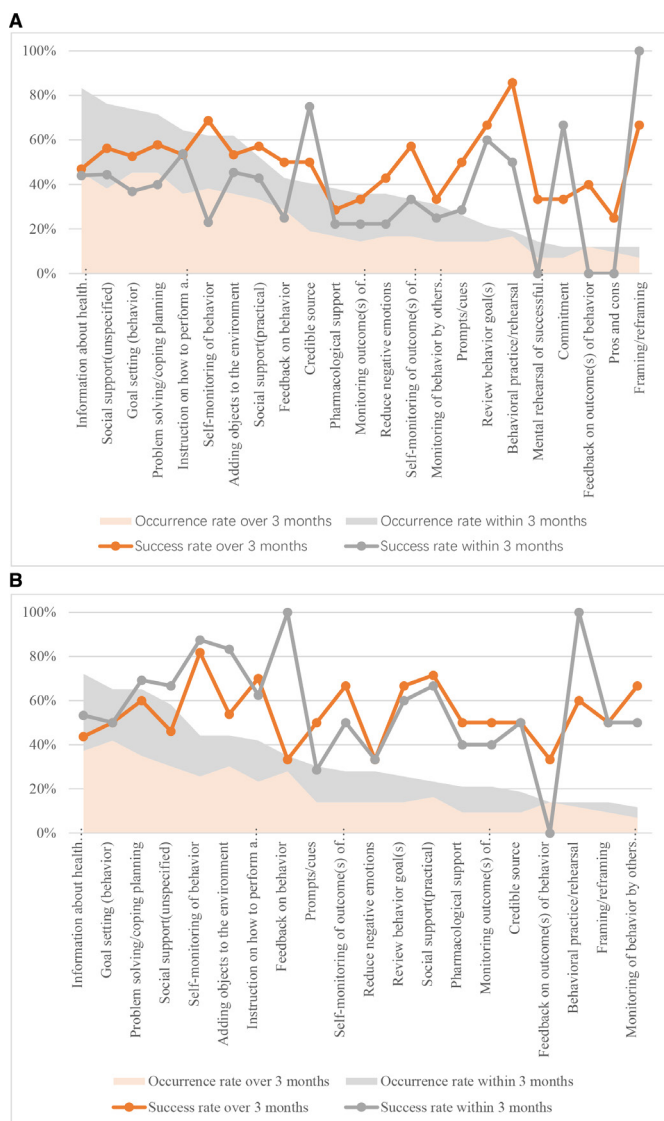 A
100%
80%
60%
40%
20%
0%
Information about health…
Social support(unspecified)
Goal setting (behavior)
Problem solving/coping planning
Instruction on how to perform a…
Self-monitoring of behavior
Adding objects to the environment
Social support(practical)
Feedback on behavior
Credible source
Pharmacological support
Monitoring outcome(s) of…
Reduce negative emotions
Self-monitoring of outcome(s) of…
Monitoring of behavior by others…
Prompts/cues
Review behavior goal(s)
Behavioral practice/rehearsal
Mental rehearsal of successful…
Commitment
Feedback on outcome(s) of behavior
Pros and cons
Framing/reframing
Occurrence rate over 3 months
Occurrence rate within 3 months
Success rate over 3 months
Success rate within 3 months
B
100%
80%
60%
40%
20%
0%
Information about health…
Goal setting (behavior)
Problem solving/coping planning
Social support(unspecified)
Self-monitoring of behavior
Adding objects to the environment
Instruction on how to perform a…
Feedback on behavior
Prompts/cues
Self-monitoring of outcome(s) of…
Reduce negative emotions
Review behavior goal(s)
Social support(practical)
Pharmacological support
Monitoring outcome(s) of…
Credible source
Feedback on outcome(s) of behavior
Behavioral practice/rehearsal
Framing/reframing
Monitoring of behavior by others…
Occurrence rate over 3 months
Occurrence rate within 3 months
Success rate over 3 months
Success rate within 3 months